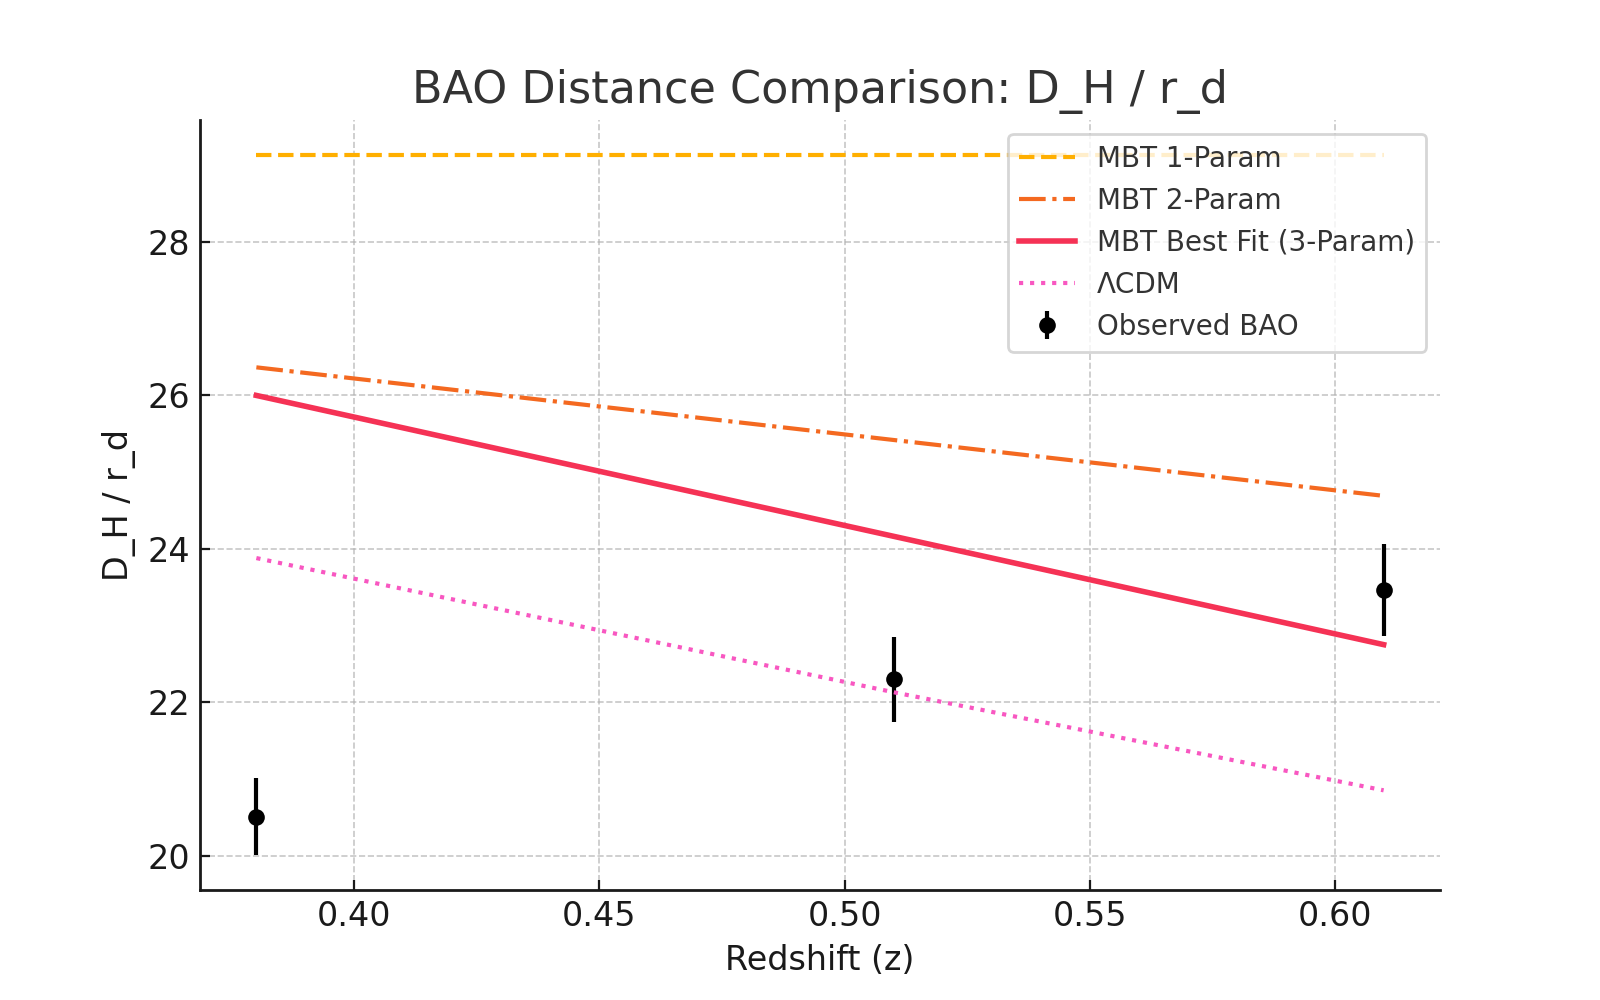 BAO Distance Comparison: D_H / r_d
MBT 1-Param
MBT 2-Param
MBT Best Fit (3-Param)
ΛCDM
Observed BAO
D_H / r_d
28
26
24
22
20
0.40
0.45
0.50
0.55
0.60
Redshift (z)